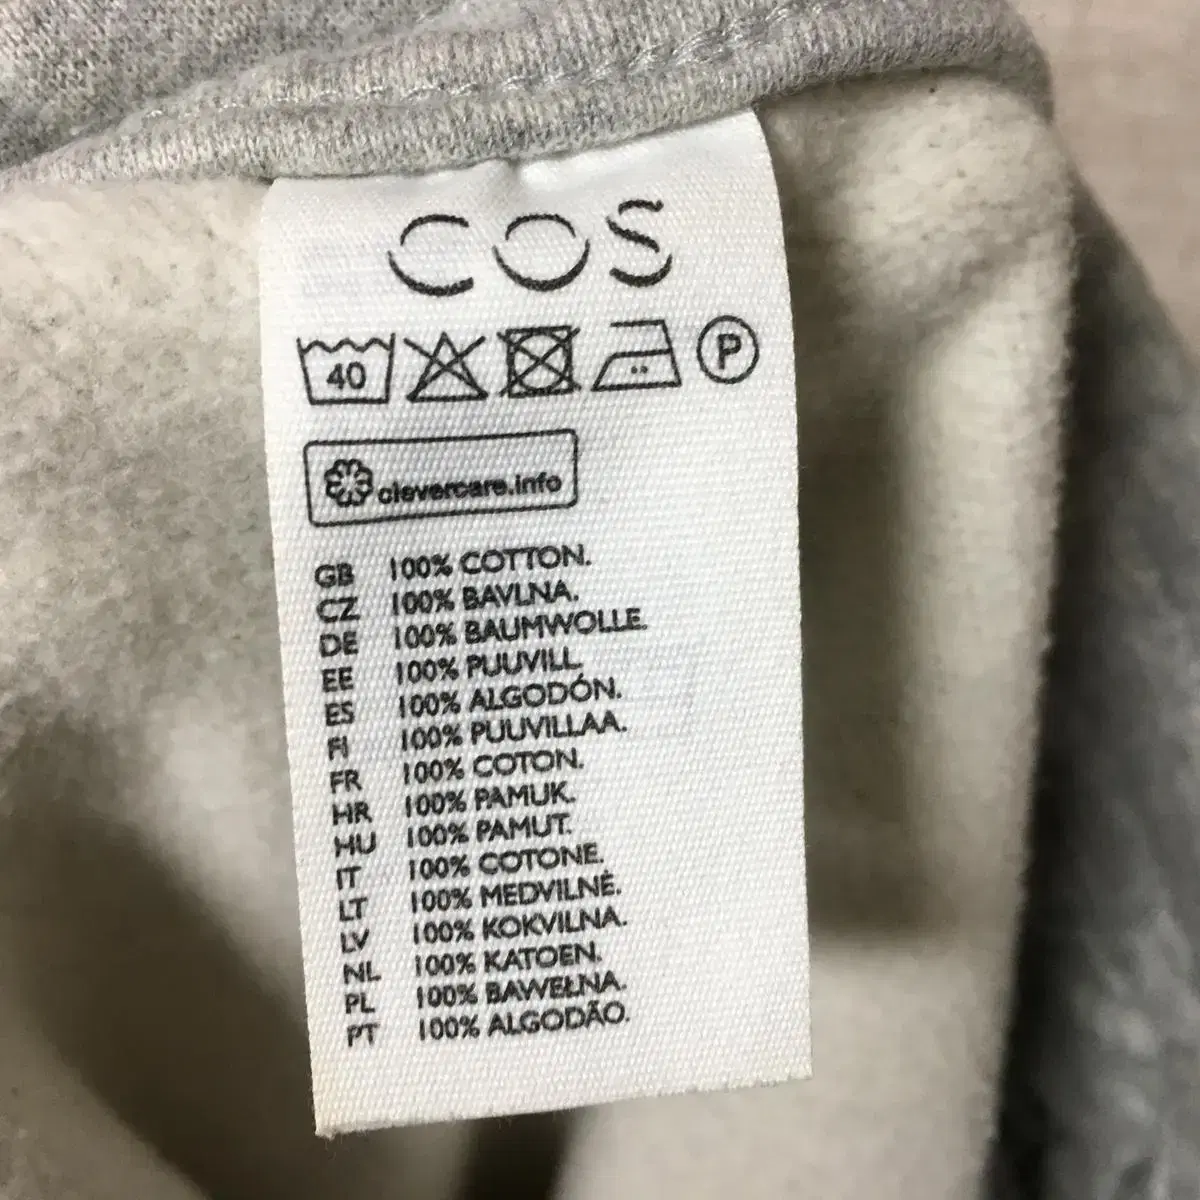 COS
40 P
clevercare.info
GB 100% COTTON.
CZ 100% BAVLNA.
DE 100% BAUMWOLLE.
EE 100% PUUVILL.
ES 100% ALGODÓN.
FI 100% PUUVILLAA.
FR 100% COTON.
HR 100% PAMUK.
HU 100% PAMUT.
IT 100% COTONE.
LT 100% MEDVILNĖ.
LV 100% KOKVILNA.
NL 100% KATOEN.
PL 100% BAWEŁNA.
PT 100% ALGODÃO.